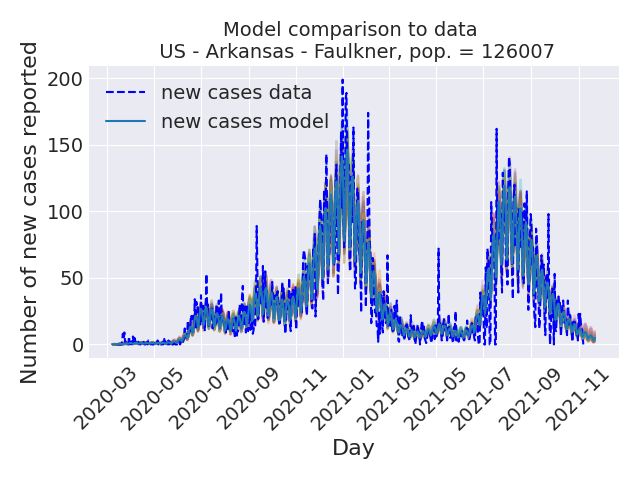 Model comparison to data
US - Arkansas - Faulkner, pop. = 126007
Number of new cases reported
200
150
100
50
0
new cases data
new cases model
2020-03
2020-05
2020-07
2020-09
2020-11
2021-01
2021-03
2021-05
2021-07
2021-09
2021-11
Day